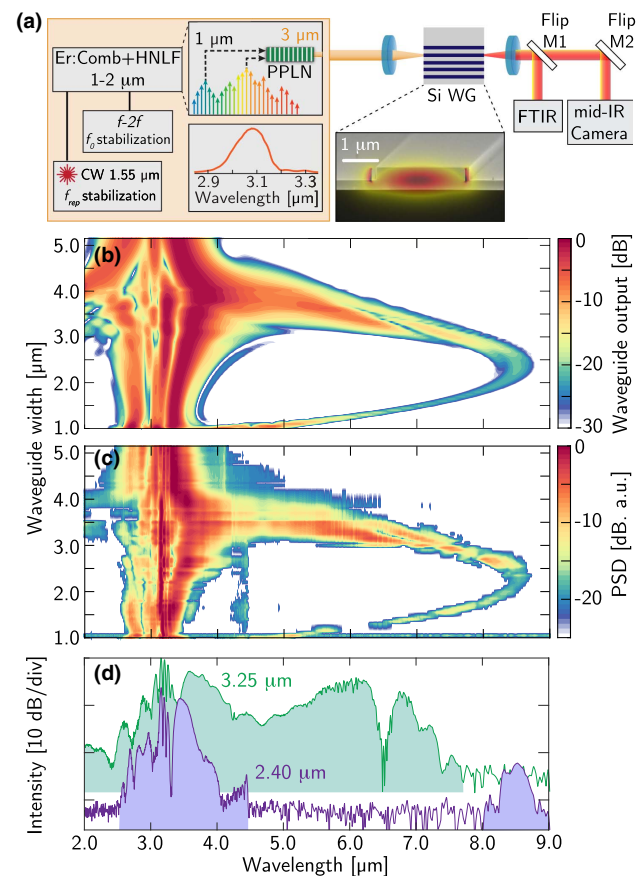 (a)
Er:Comb+HNLF
1-2 μm
f-2f
f0 stabilization
CW 1.55 μm
frep stabilization
1 μm
3 μm
PPLN
2.9 3.1 3.3
Wavelength [μm]
Si WG
1 μm
Flip
M1
Flip
M2
FTIR
mid-IR
Camera
(b)
5.0
4.0
3.0
2.0
1.0
Waveguide width [μm]
0
-10
-20
-30
Waveguide output [dB]
(c)
5.0
4.0
3.0
2.0
1.0
0
-10
-20
PSD [dB. a.u.]
(d)
3.25 μm
2.40 μm
Intensity [10 dB/div]
2.0 3.0 4.0 5.0 6.0 7.0 8.0 9.0
Wavelength [μm]